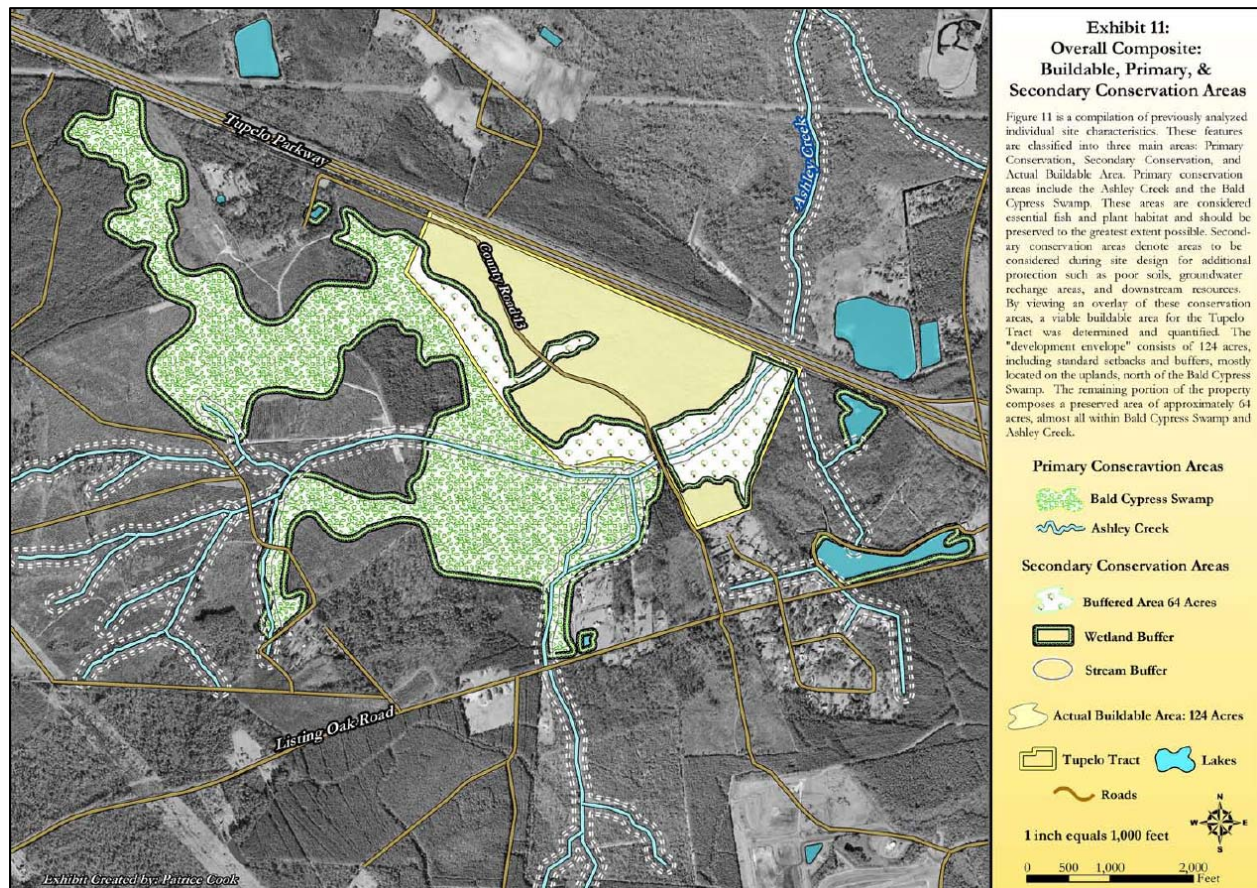 Exhibit 11:
Overall Composite:
Buildable, Primary, &
Secondary Conservation Areas
Figure 11 is a compilation of previously analyzed
individual site characteristics. These features
are classified into three main areas: Primary
Conservation, Secondary Conservation, and
Actual Buildable Area. Primary conservation
areas include the Ashley Creek and the Bald
Cypress Swamp. These areas are considered
essential fish and plant habitat and should be
preserved to the greatest extent possible. Second-
ary conservation areas denote areas to be
considered during site design for additional
protection such as poor soils, groundwater
recharge areas, and downstream resources.
By viewing an overlay of these conservation
areas, a viable buildable area for the Tupelo
Tract was determined and quantified. The
"development envelope" consists of 124 acres,
including standard setbacks and buffers, mostly
located on the uplands, north of the Bald Cypress
Swamp. The remaining portion of the property
composes a preserved area of approximately 64
acres, almost all within Bald Cypress Swamp and
Ashley Creek.
Primary Conseravtion Areas
Bald Cypress Swamp
Ashley Creek
Secondary Conservation Areas
Buffered Area 64 Acres
Wetland Buffer
Stream Buffer
Actual Buildable Area: 124 Acres
Tupelo Tract
Lakes
Roads
1 inch equals 1,000 feet
N
W E
S
0 500 1,000 2,000
Feet
Tupelo Parkway
Ashley Creek
County Road 143
Listing Oak Road
Exhibit Created by: Patrice Cook